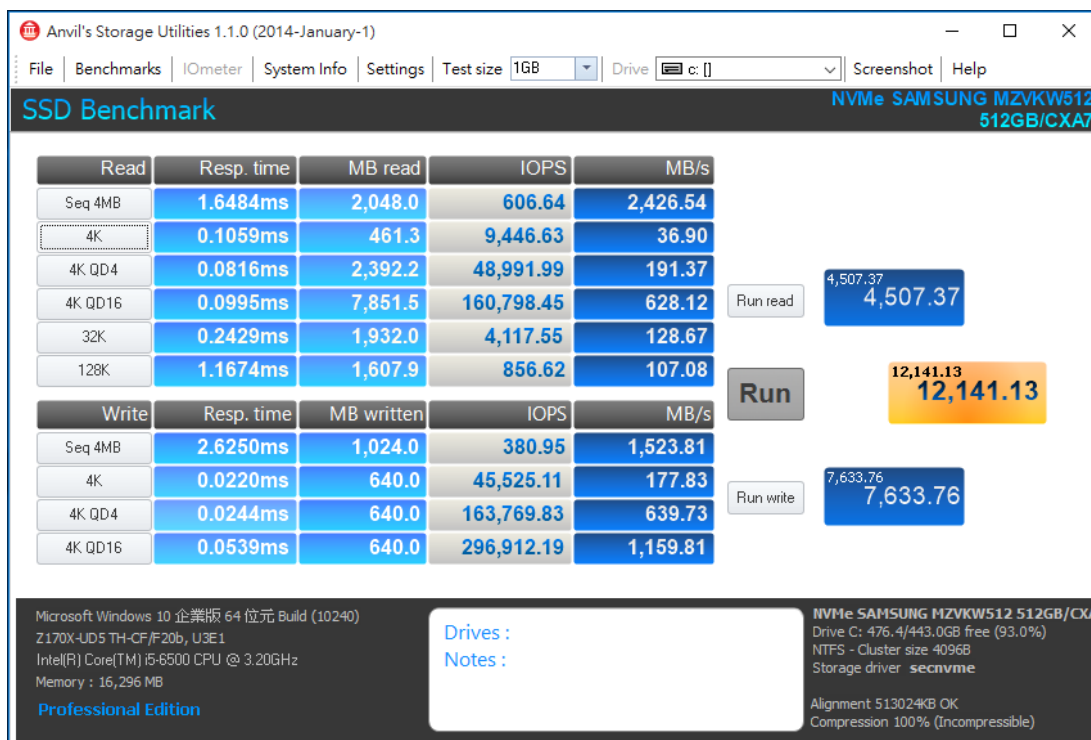 Anvil's Storage Utilities 1.1.0 (2014-January-1)
File Benchmarks IOmeter System Info Settings Test size 1GB Drive c: [] Screenshot Help
SSD Benchmark
NVMe SAMSUNG MZVKW512
512GB/CXA7
Read Resp. time MB read IOPS MB/s
Seq 4MB 1.6484ms 2,048.0 606.64 2,426.54
4K 0.1059ms 461.3 9,446.63 36.90
4K QD4 0.0816ms 2,392.2 48,991.99 191.37
4K QD16 0.0995ms 7,851.5 160,798.45 628.12
32K 0.2429ms 1,932.0 4,117.55 128.67
128K 1.1674ms 1,607.9 856.62 107.08
Run read
4,507.37
4,507.37
Run
12,141.13
12,141.13
Write Resp. time MB written IOPS MB/s
Seq 4MB 2.6250ms 1,024.0 380.95 1,523.81
4K 0.0220ms 640.0 45,525.11 177.83
4K QD4 0.0244ms 640.0 163,769.83 639.73
4K QD16 0.0539ms 640.0 296,912.19 1,159.81
Run write
7,633.76
7,633.76
Microsoft Windows 10 企業版 64 位元 Build (10240)
Z170X-UD5 TH-CF/F20b, U3E1
Intel(R) Core(TM) i5-6500 CPU @ 3.20GHz
Memory : 16,296 MB
Professional Edition
Drives :
Notes :
NVMe SAMSUNG MZVKW512 512GB/CXA
Drive C: 476.4/443.0GB free (93.0%)
NTFS - Cluster size 4096B
Storage driver secnvme
Alignment 513024KB OK
Compression 100% (Incompressible)